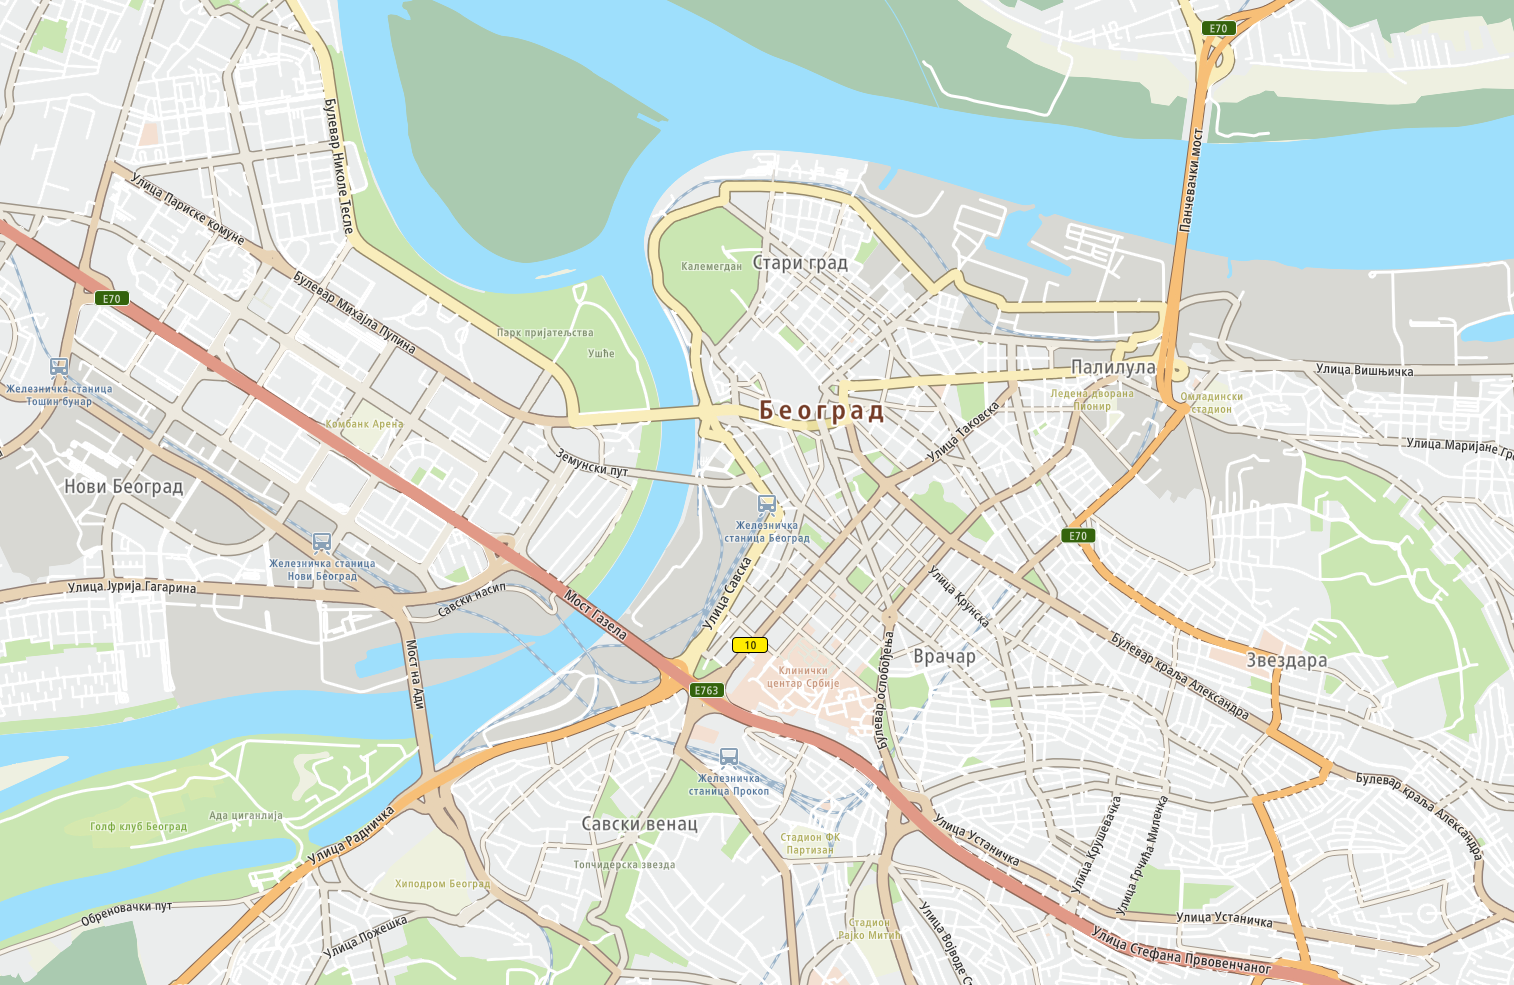 E70
Булевар Николе Тесле
Панчевачки мост
Улица Париске комуне
Стари град
Калемегдан
Булевар Михајла Пупина
E70
Парк пријатељства
Ушће
Железничка станица
Тошин бунар
Палилула
Улица Вишњичка
Ледена дворана
Пионир
Омладински
стадион
Београд
Комбанк Арена
Улица Таковска
Улица Маријане Гре
Земунски пут
Нови Београд
Железничка
станица Београд
E70
Железничка станица
Нови Београд
Улица Јурија Гагарина
Савски насип
Мост Газела
Улица Савска
Улица Крунска
10
Мост на Ади
Врачар
Булевар ослобођења
Булевар краља Александра
Звездара
Клинички
центар Србије
E763
Железничка
станица Прокоп
Булевар краља Александра
Ада циганлија
Голф клуб Београд
Улица Радничка
Савски венац
Стадион ФК
Партизан
Улица Устаничка
Улица Крушевачка
Улица Грчића Миленка
Топчидерска звезда
Хиподром Београд
Обреновачки пут
Улица Пожешка
Стадион
Рајко Митић
Улица Војводе С
Улица Устаничка
Улица Стефана Првовенчаног